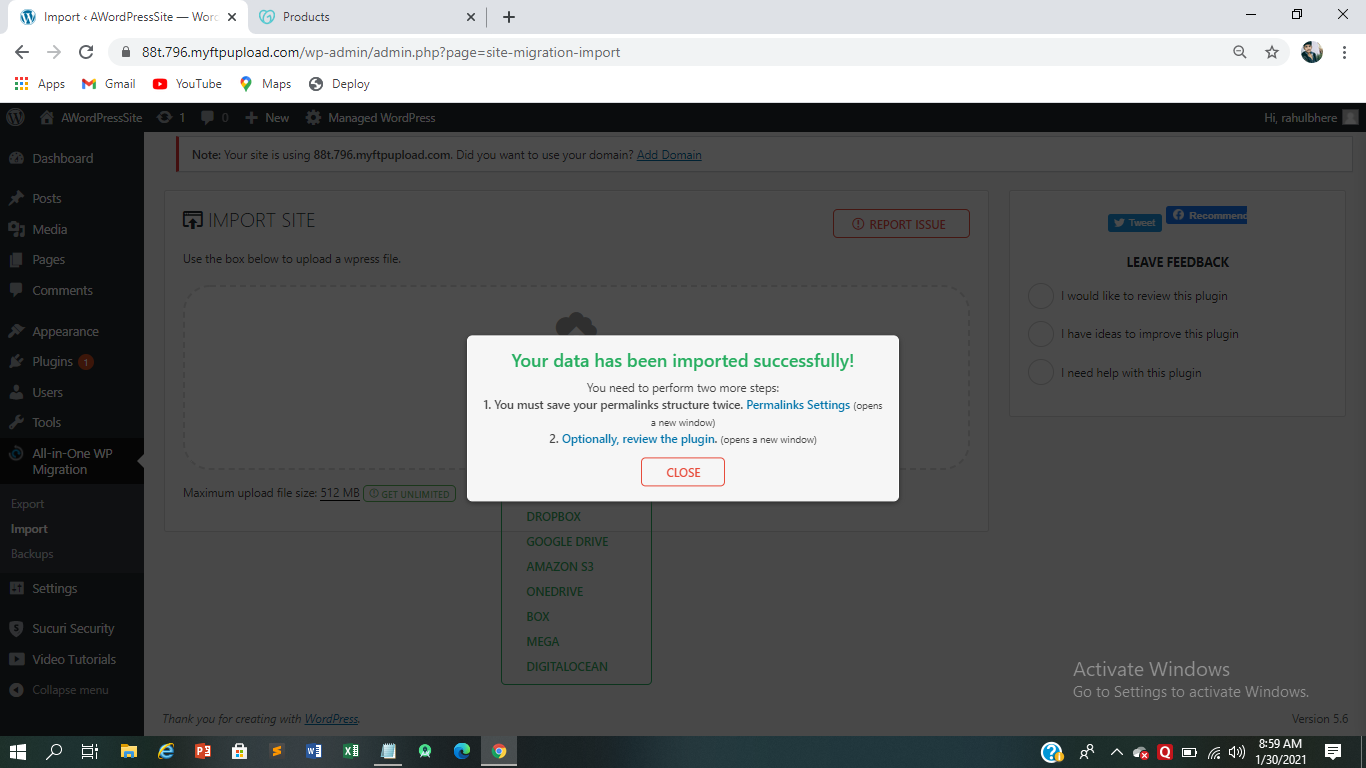 Import ‹ AWordPressSite — Word
Products
88t.796.myftpupload.com/wp-admin/admin.php?page=site-migration-import
Apps
Gmail
YouTube
Maps
Deploy
AWordPressSite
1
0
New
Managed WordPress
Hi, rahulbhere
Dashboard
Posts
Media
Pages
Comments
Appearance
Plugins 1
Users
Tools
All-in-One WP
Migration
Export
Import
Backups
Settings
Sucuri Security
Video Tutorials
Collapse menu
Note: Your site is using 88t.796.myftpupload.com. Did you want to use your domain? Add Domain
IMPORT SITE
REPORT ISSUE
Use the box below to upload a wpress file.
Your data has been imported successfully!
You need to perform two more steps:
1. You must save your permalinks structure twice. Permalinks Settings (opens
a new window)
2. Optionally, review the plugin. (opens a new window)
CLOSE
Maximum upload file size: 512 MB
GET UNLIMITED
DROPBOX
GOOGLE DRIVE
AMAZON S3
ONEDRIVE
BOX
MEGA
DIGITALOCEAN
Tweet
Recommend
LEAVE FEEDBACK
I would like to review this plugin
I have ideas to improve this plugin
I need help with this plugin
Activate Windows
Go to Settings to activate Windows.
Thank you for creating with WordPress.
Version 5.6
8:59 AM
1/30/2021